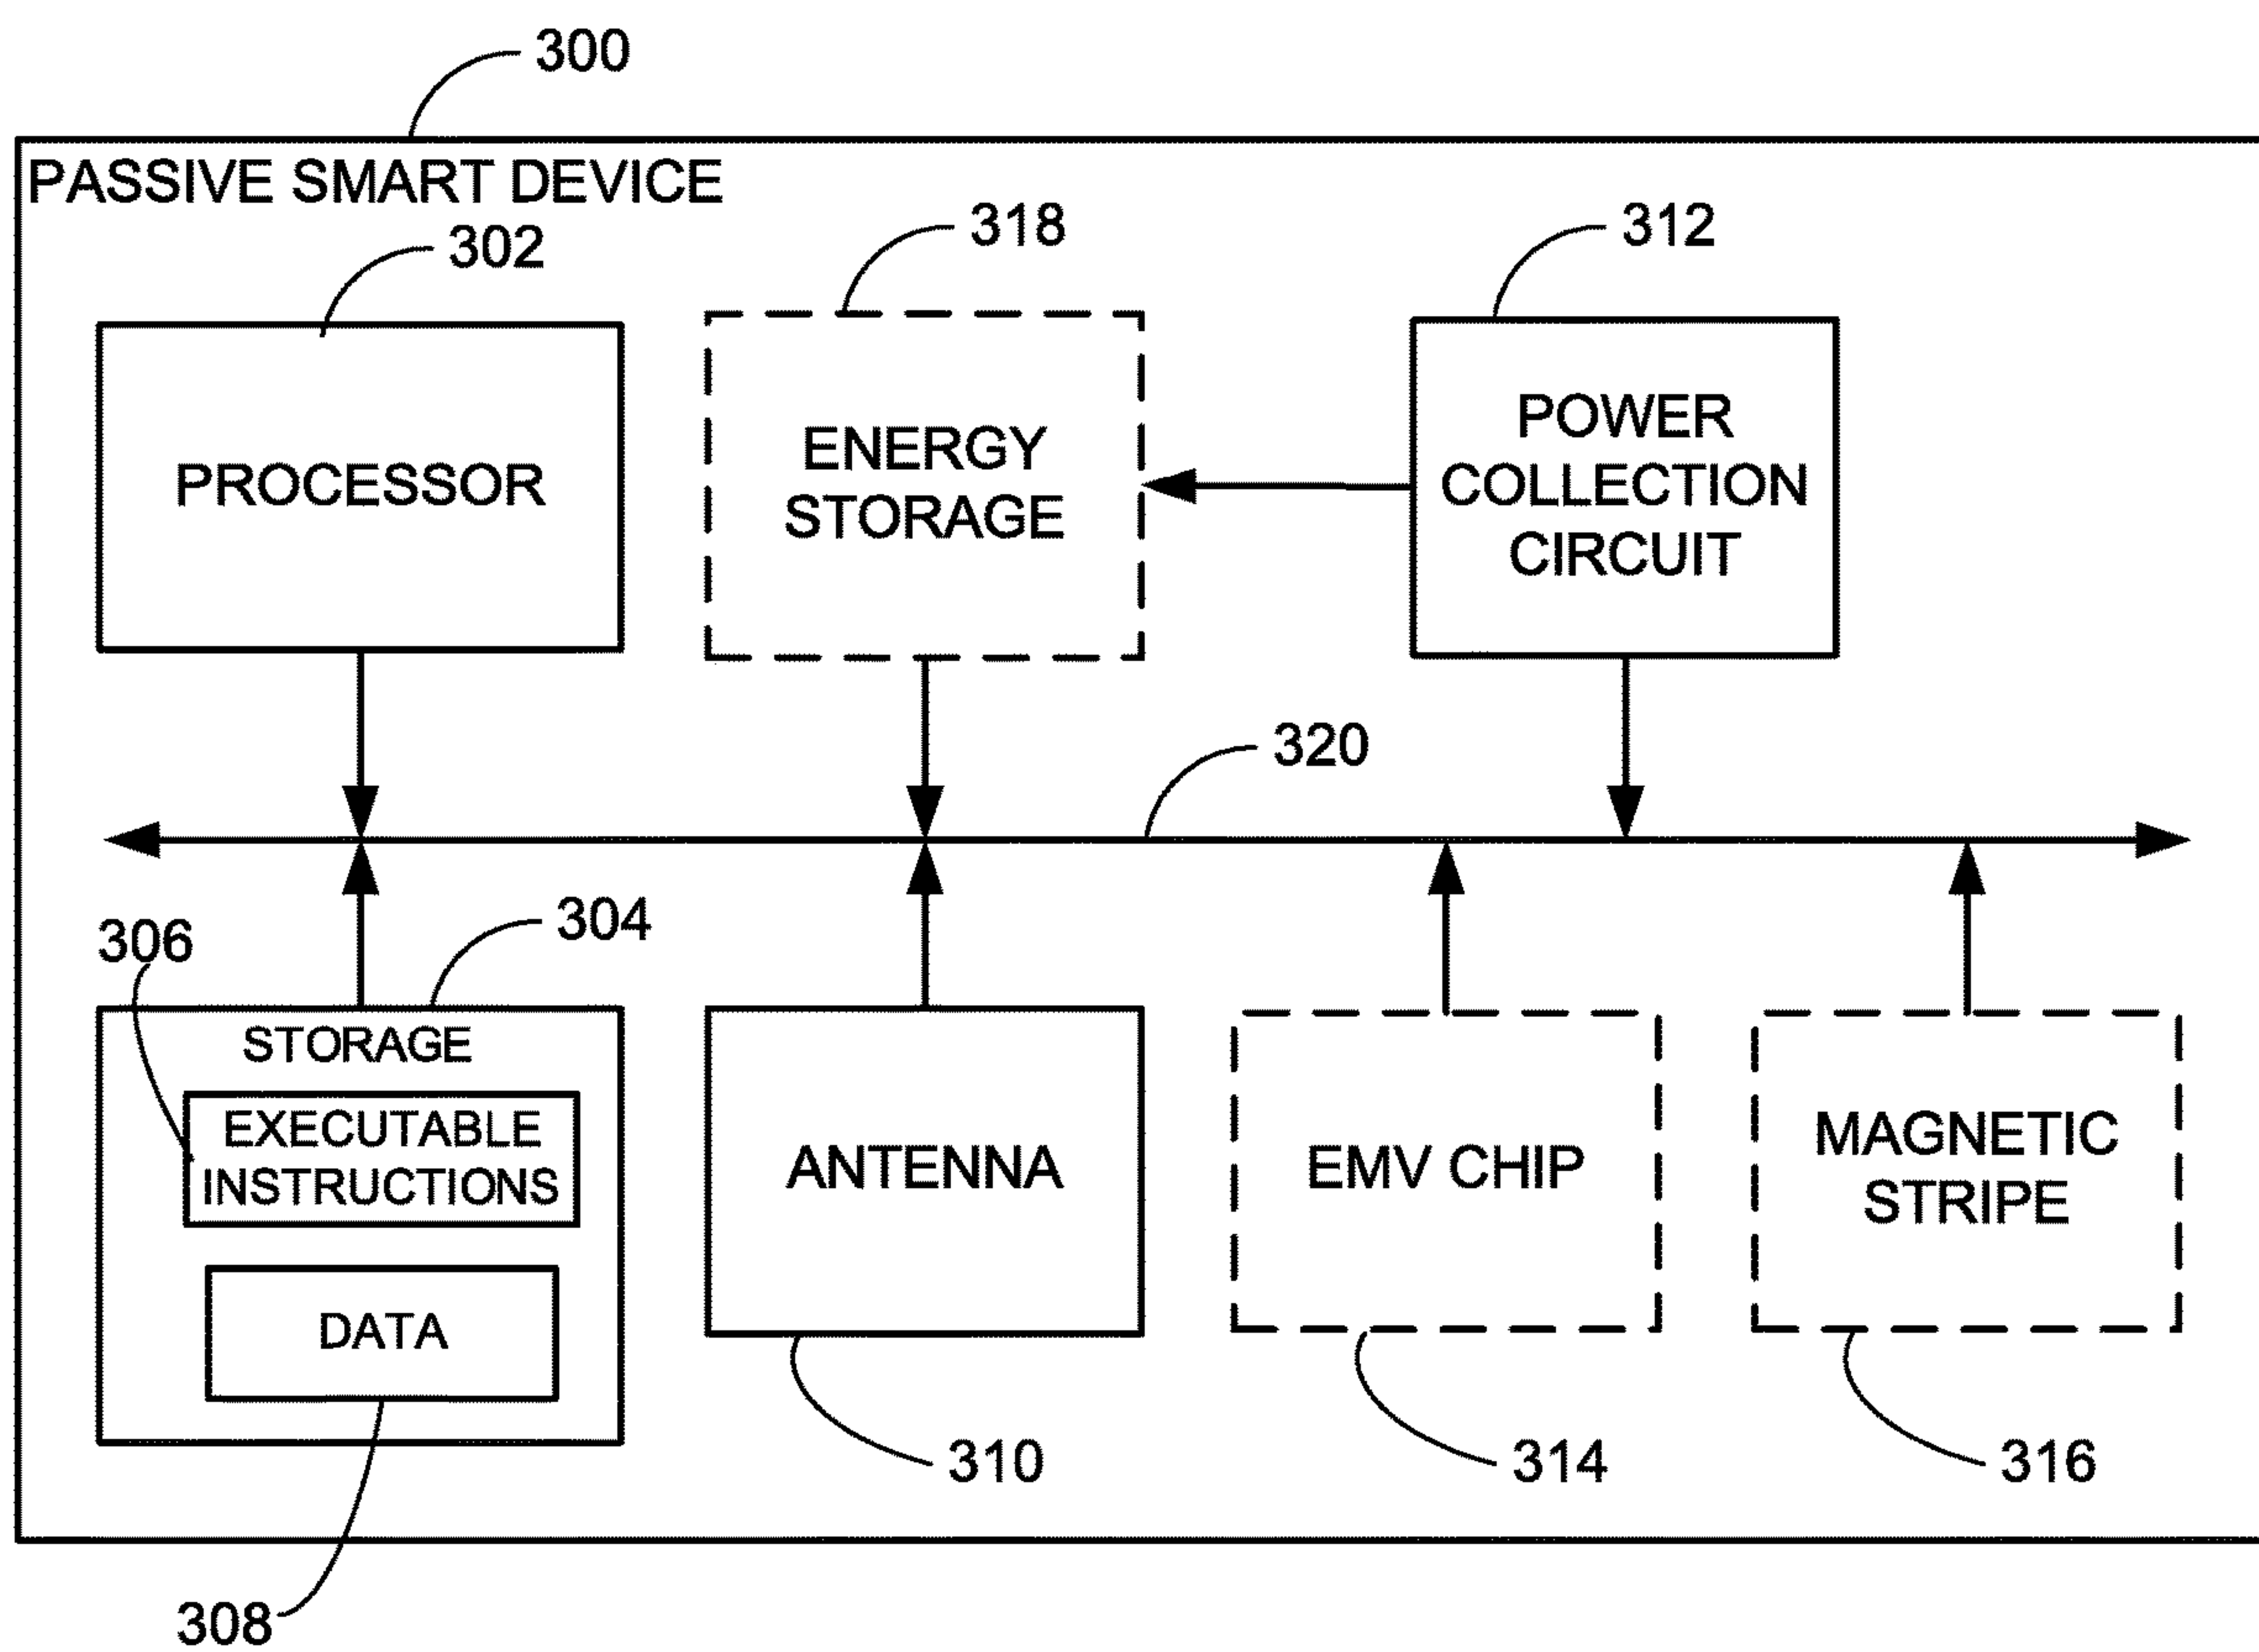 300
PASSIVE SMART DEVICE
302
318
312
PROCESSOR
ENERGY
STORAGE
POWER
COLLECTION
CIRCUIT
320
306
304
STORAGE
EXECUTABLE
INSTRUCTIONS
DATA
ANTENNA
EMV CHIP
MAGNETIC
STRIPE
310
314
316
308